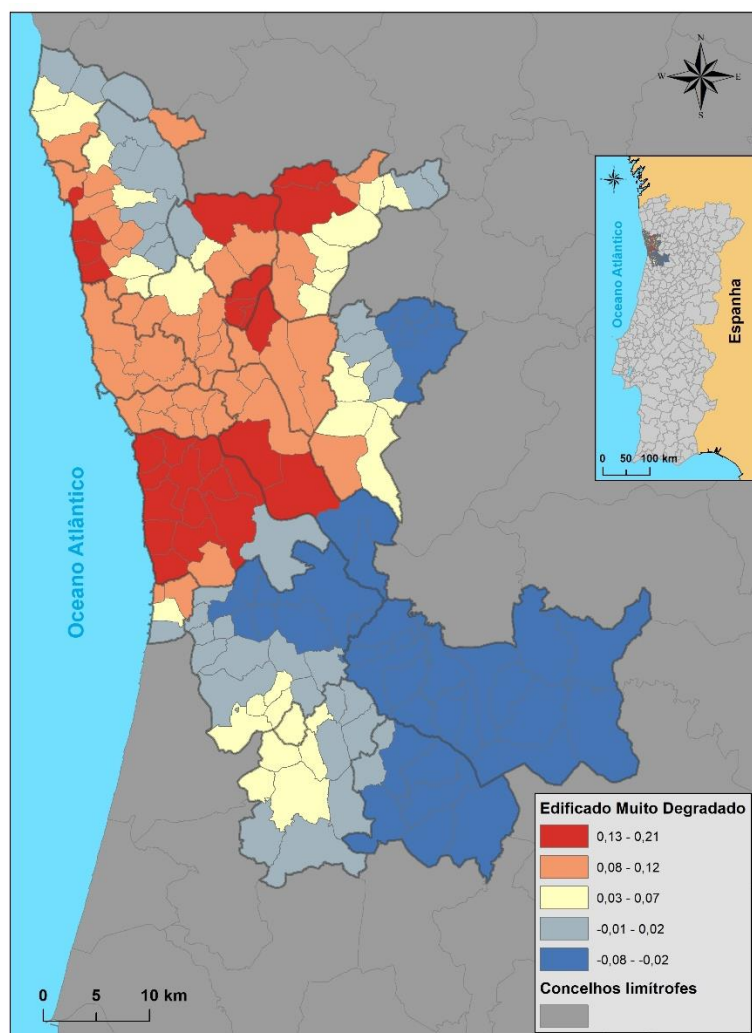 N
W
E
S
Oceano Atlântico
Espanha
0 50 100 km
Oceano Atlântico
Edificado Muito Degradado
0,13 - 0,21
0,08 - 0,12
0,03 - 0,07
-0,01 - 0,02
-0,08 - -0,02
Concelhos limítrofes
0 5 10 km